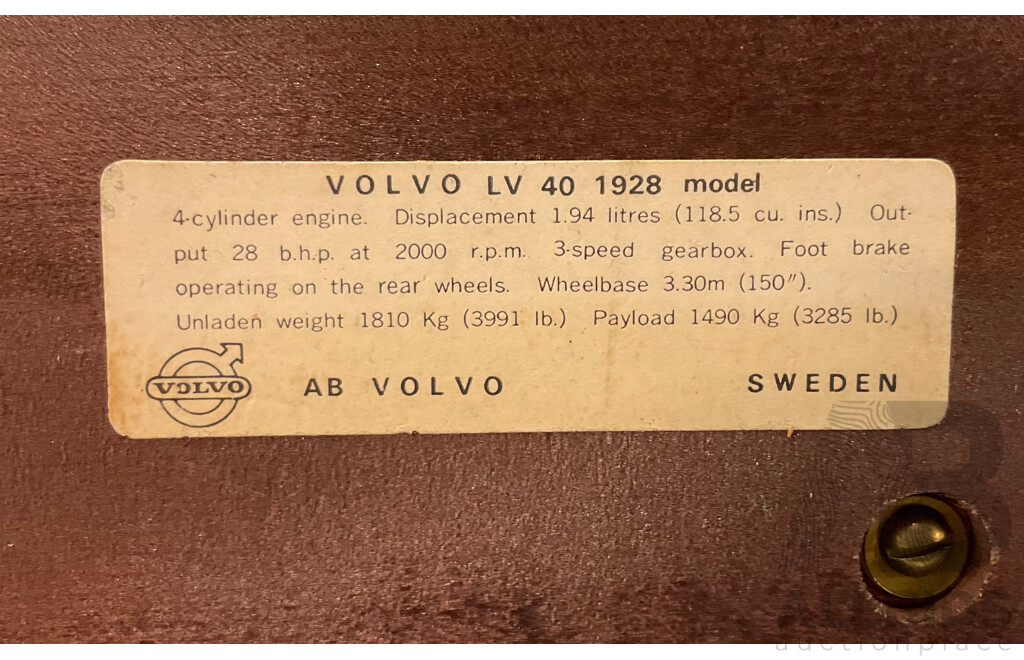 VOLVO LV 40 1928 model
4-cylinder engine. Displacement 1.94 litres (118.5 cu. ins.) Out-
put 28 b.h.p. at 2000 r.p.m. 3-speed gearbox. Foot brake
operating on the rear wheels. Wheelbase 3.30m (150″).
Unladen weight 1810 Kg (3991 lb.) Payload 1490 Kg (3285 lb.)
VOLVO
AB VOLVO SWEDEN
auctionplace